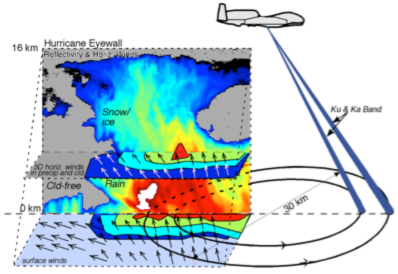 Hurricane Eyewall
16 km
Reflectivity & Horiz. Winds
Snow/
ice
Ku & Ka Band
3D horiz. winds
in precip and cld
Cld-free
Rain
30 km
0 km
surface winds